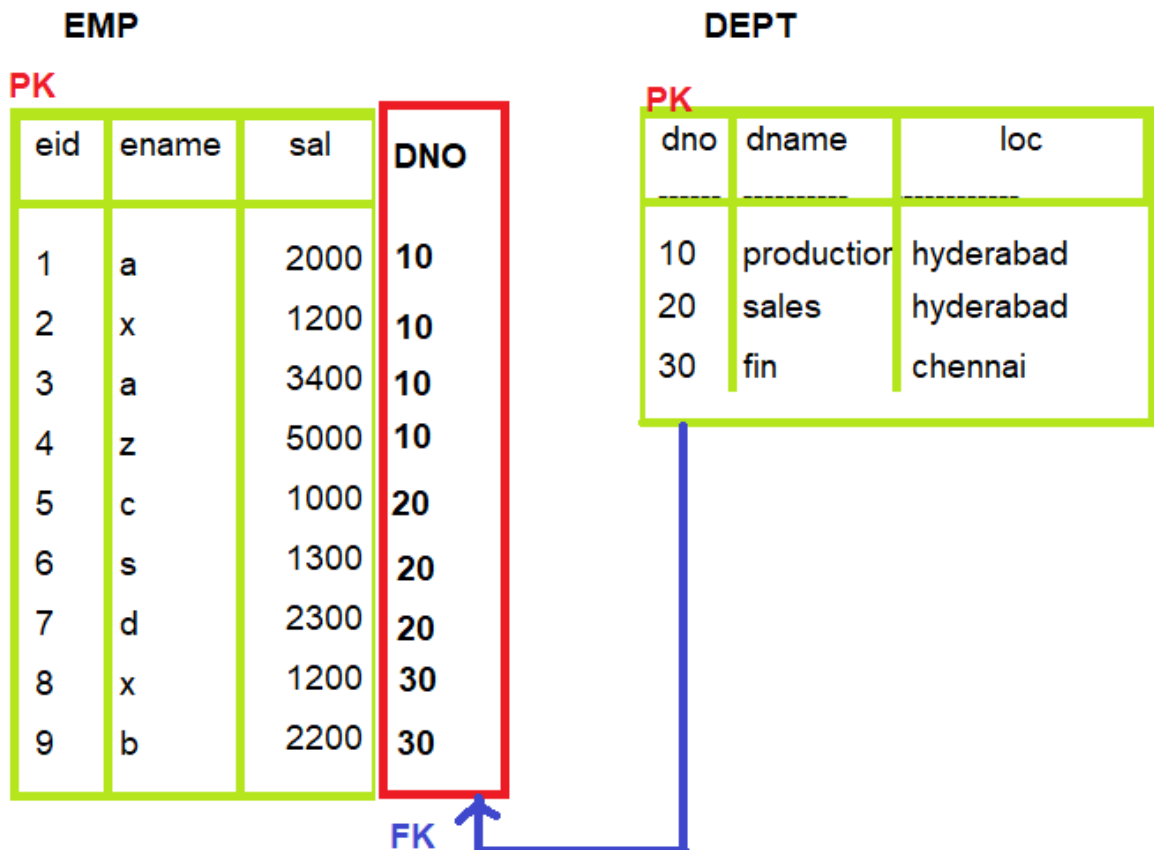 EMP
PK
eid ename sal DNO
1 a 2000 10
2 x 1200 10
3 a 3400 10
4 z 5000 10
5 c 1000 20
6 s 1300 20
7 d 2300 20
8 x 1200 30
9 b 2200 30
FK
DEPT
PK
dno dname loc
------ ---------- -----------
10 production hyderabad
20 sales hyderabad
30 fin chennai